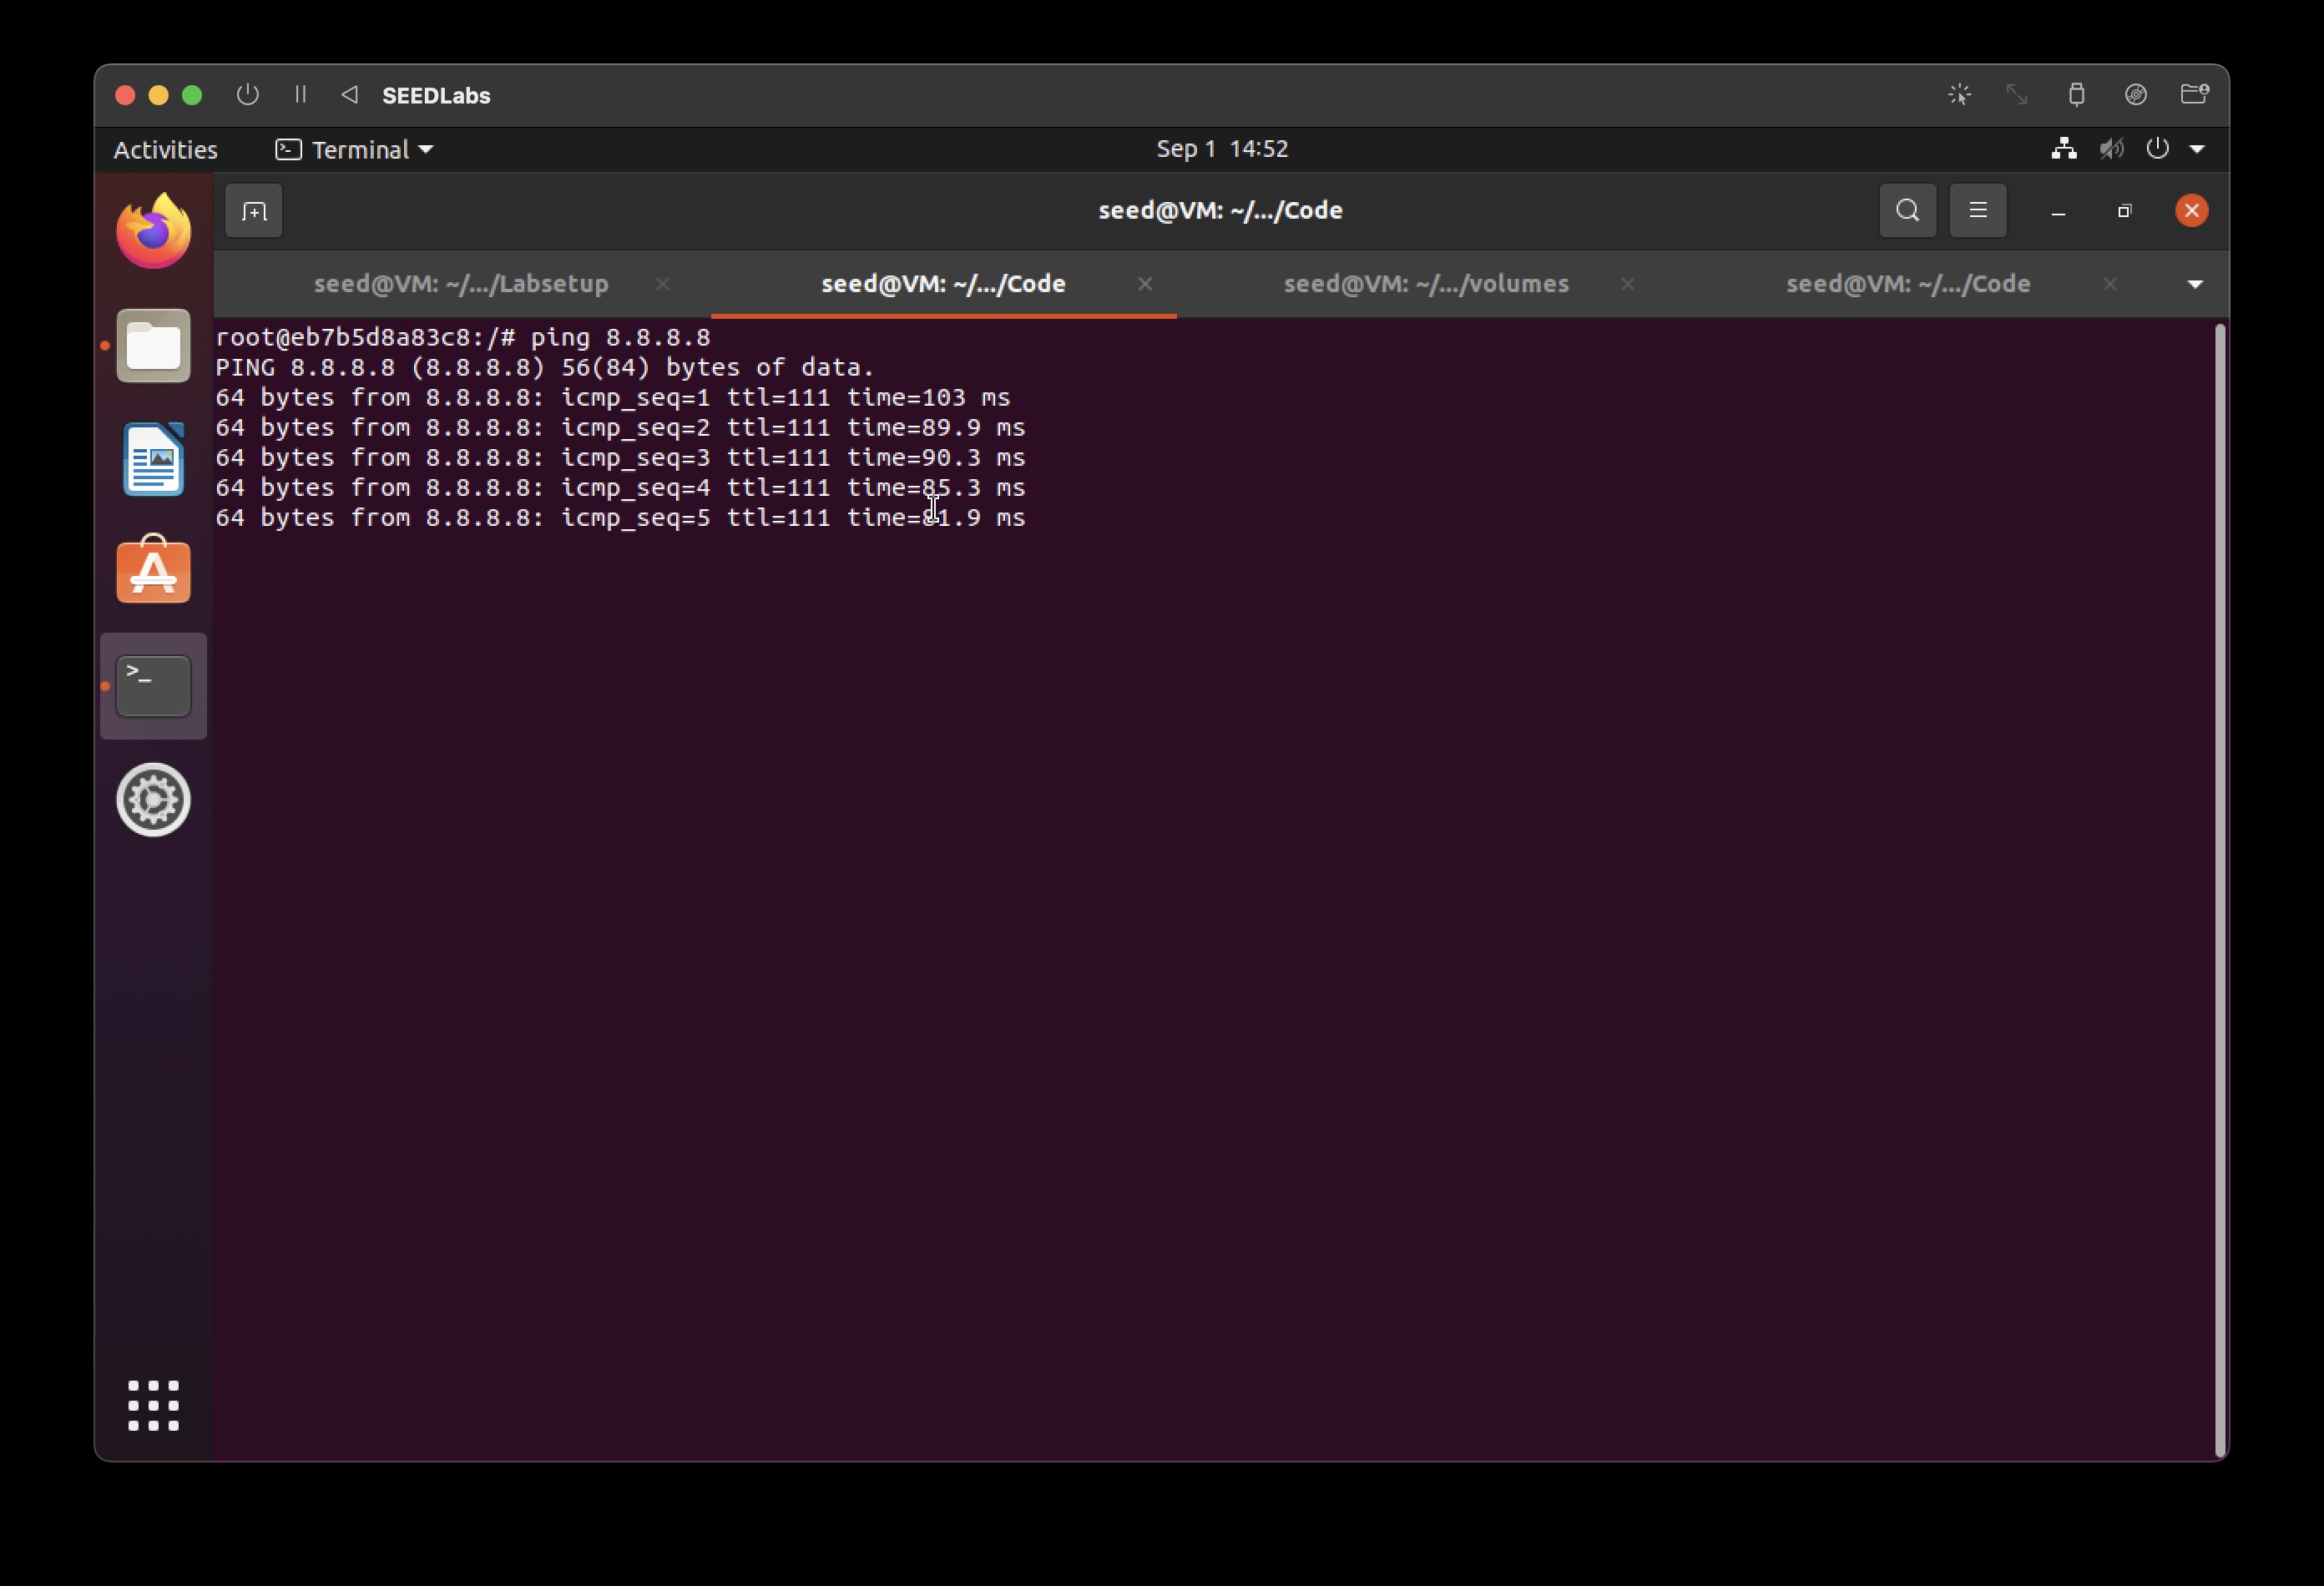 SEEDLabs
Activities Terminal Sep 1 14:52
seed@VM: ~/.../Code
seed@VM: ~/.../Labsetup seed@VM: ~/.../Code seed@VM: ~/.../volumes seed@VM: ~/.../Code
root@eb7b5d8a83c8:/# ping 8.8.8.8
PING 8.8.8.8 (8.8.8.8) 56(84) bytes of data.
64 bytes from 8.8.8.8: icmp_seq=1 ttl=111 time=103 ms
64 bytes from 8.8.8.8: icmp_seq=2 ttl=111 time=89.9 ms
64 bytes from 8.8.8.8: icmp_seq=3 ttl=111 time=90.3 ms
64 bytes from 8.8.8.8: icmp_seq=4 ttl=111 time=85.3 ms
64 bytes from 8.8.8.8: icmp_seq=5 ttl=111 time=81.9 ms